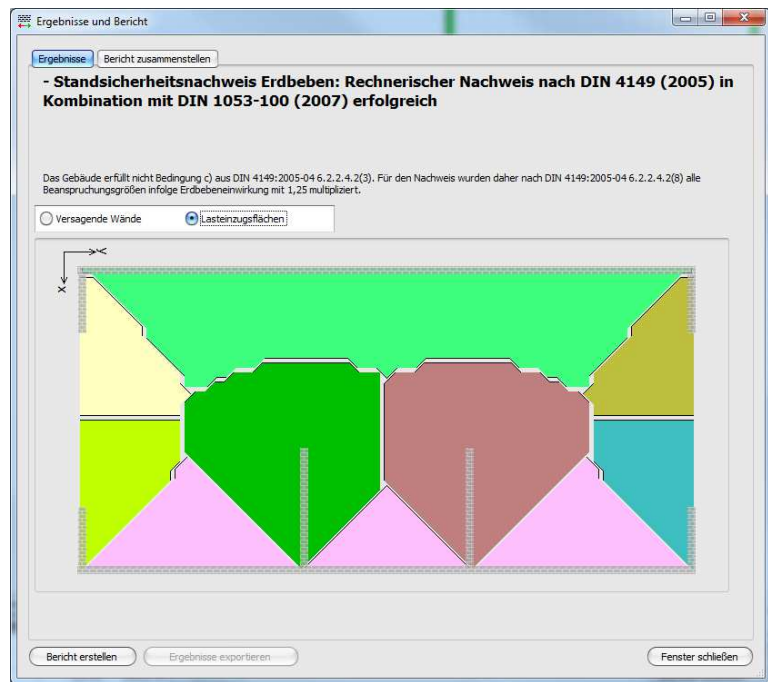 Ergebnisse und Bericht
Ergebnisse Bericht zusammenstellen
- Standsicherheitsnachweis Erdbeben: Rechnerischer Nachweis nach DIN 4149 (2005) in
Kombination mit DIN 1053-100 (2007) erfolgreich
Das Gebäude erfüllt nicht Bedingung c) aus DIN 4149:2005-04 6.2.2.4.2(3). Für den Nachweis wurden daher nach DIN 4149:2005-04 6.2.2.4.2(8) alle
Beanspruchungsgrößen infolge Erdbebeneinwirkung mit 1,25 multipliziert.
Versagende Wände Lasteinzugsflächen
Y
X
Bericht erstellen Ergebnisse exportieren Fenster schließen